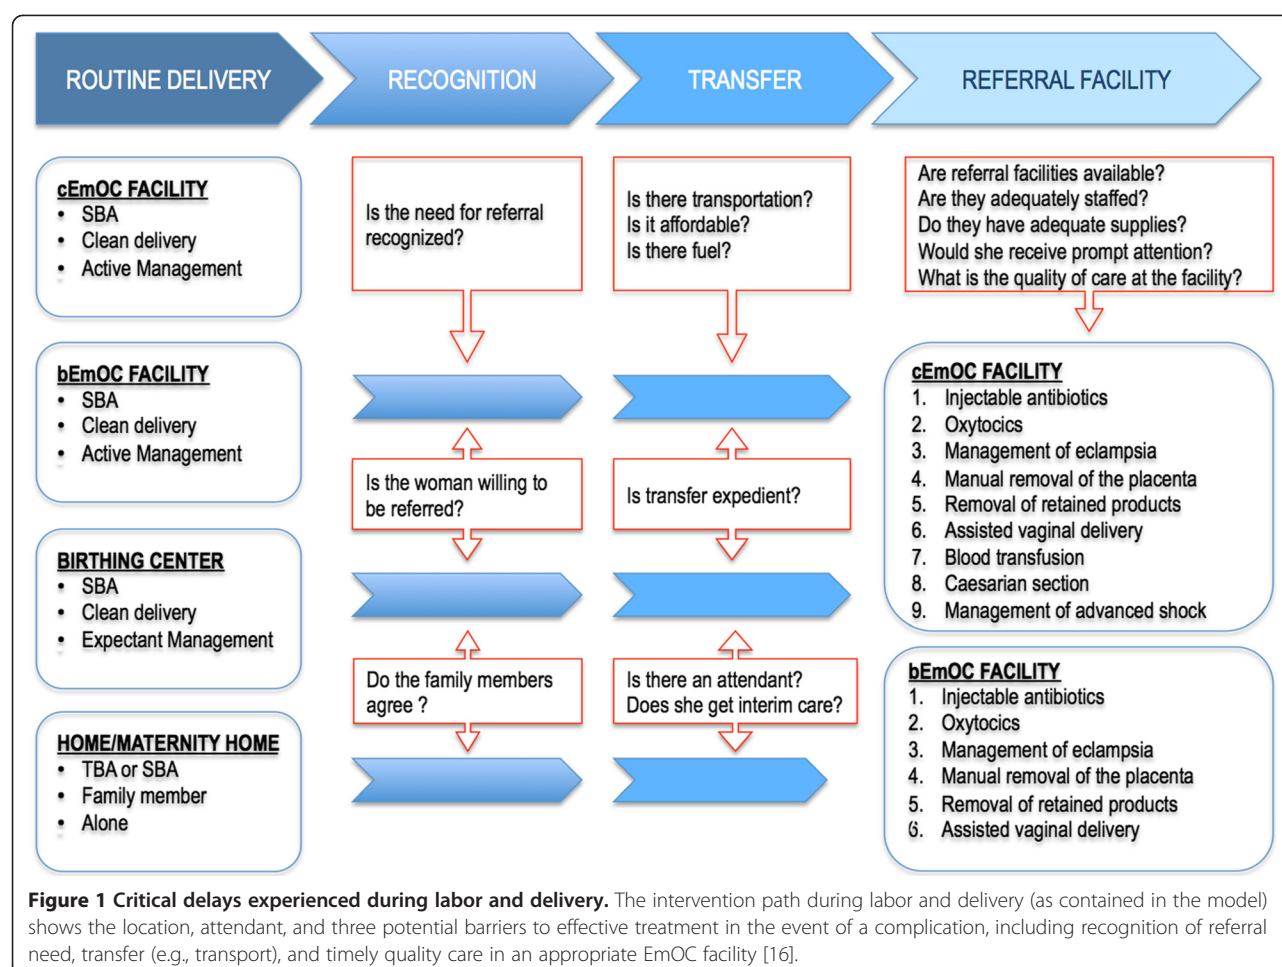 ROUTINE DELIVERY
RECOGNITION
TRANSFER
REFERRAL FACILITY
cEmOC FACILITY
• SBA
• Clean delivery
• Active Management
bEmOC FACILITY
• SBA
• Clean delivery
• Active Management
BIRTHING CENTER
• SBA
• Clean delivery
• Expectant Management
HOME/MATERNITY HOME
• TBA or SBA
• Family member
• Alone
Is the need for referral
recognized?
Is the woman willing to
be referred?
Do the family members
agree ?
Is there transportation?
Is it affordable?
Is there fuel?
Is transfer expedient?
Is there an attendant?
Does she get interim care?
Are referral facilities available?
Are they adequately staffed?
Do they have adequate supplies?
Would she receive prompt attention?
What is the quality of care at the facility?
cEmOC FACILITY
1. Injectable antibiotics
2. Oxytocics
3. Management of eclampsia
4. Manual removal of the placenta
5. Removal of retained products
6. Assisted vaginal delivery
7. Blood transfusion
8. Caesarian section
9. Management of advanced shock
bEmOC FACILITY
1. Injectable antibiotics
2. Oxytocics
3. Management of eclampsia
4. Manual removal of the placenta
5. Removal of retained products
6. Assisted vaginal delivery
Figure 1 Critical delays experienced during labor and delivery. The intervention path during labor and delivery (as contained in the model)
shows the location, attendant, and three potential barriers to effective treatment in the event of a complication, including recognition of referral
need, transfer (e.g., transport), and timely quality care in an appropriate EmOC facility [16].